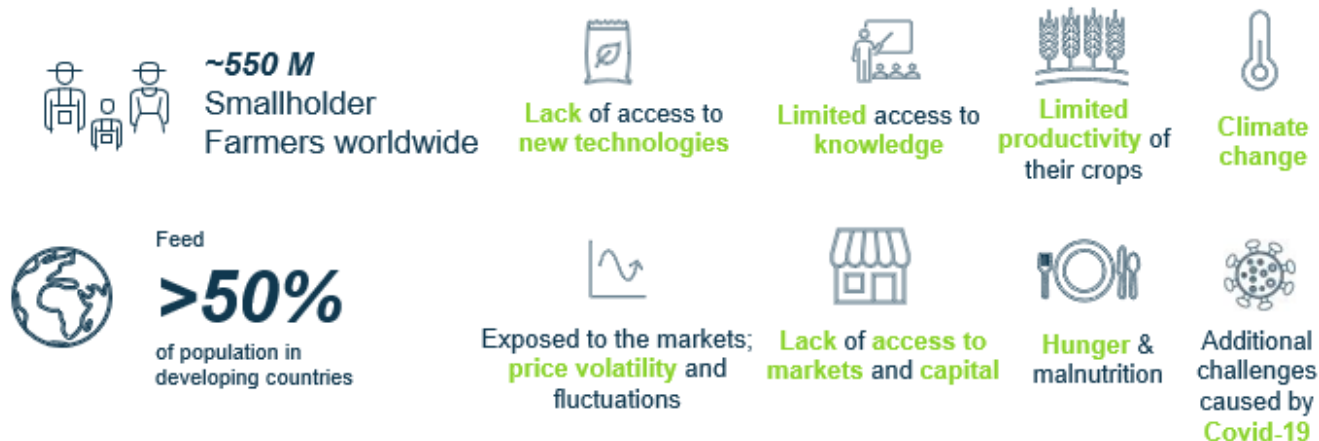 ~550 M
Smallholder
Farmers worldwide
Lack of access to
new technologies
Limited access to
knowledge
Limited
productivity of
their crops
Climate
change
Feed
>50%
of population in
developing countries
Exposed to the markets;
price volatility and
fluctuations
Lack of access to
markets and capital
Hunger &
malnutrition
Additional
challenges
caused by
Covid-19